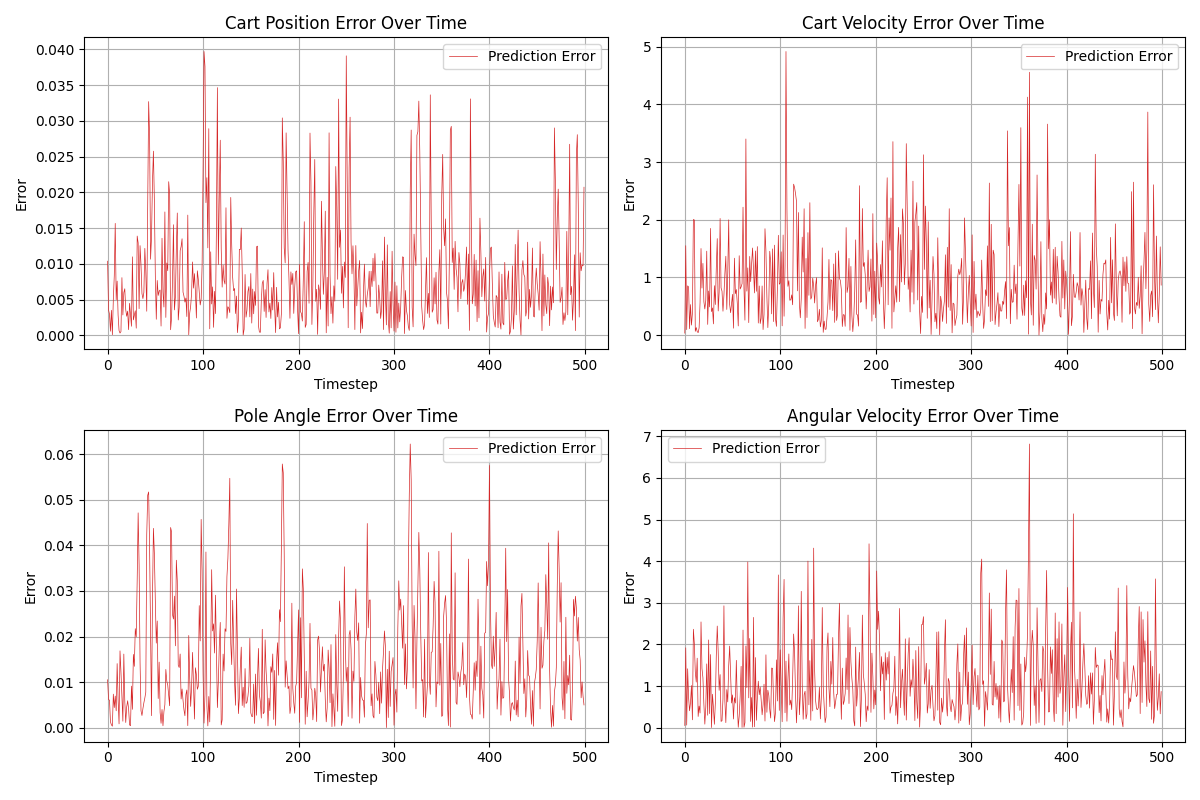 Cart Position Error Over Time
Prediction Error
0.040
0.035
0.030
0.025
0.020
0.015
0.010
0.005
0.000
Error
0 100 200 300 400 500
Timestep
Cart Velocity Error Over Time
Prediction Error
5
4
3
2
1
0
Error
0 100 200 300 400 500
Timestep
Pole Angle Error Over Time
Prediction Error
0.06
0.05
0.04
0.03
0.02
0.01
0.00
Error
0 100 200 300 400 500
Timestep
Angular Velocity Error Over Time
Prediction Error
7
6
5
4
3
2
1
0
Error
0 100 200 300 400 500
Timestep